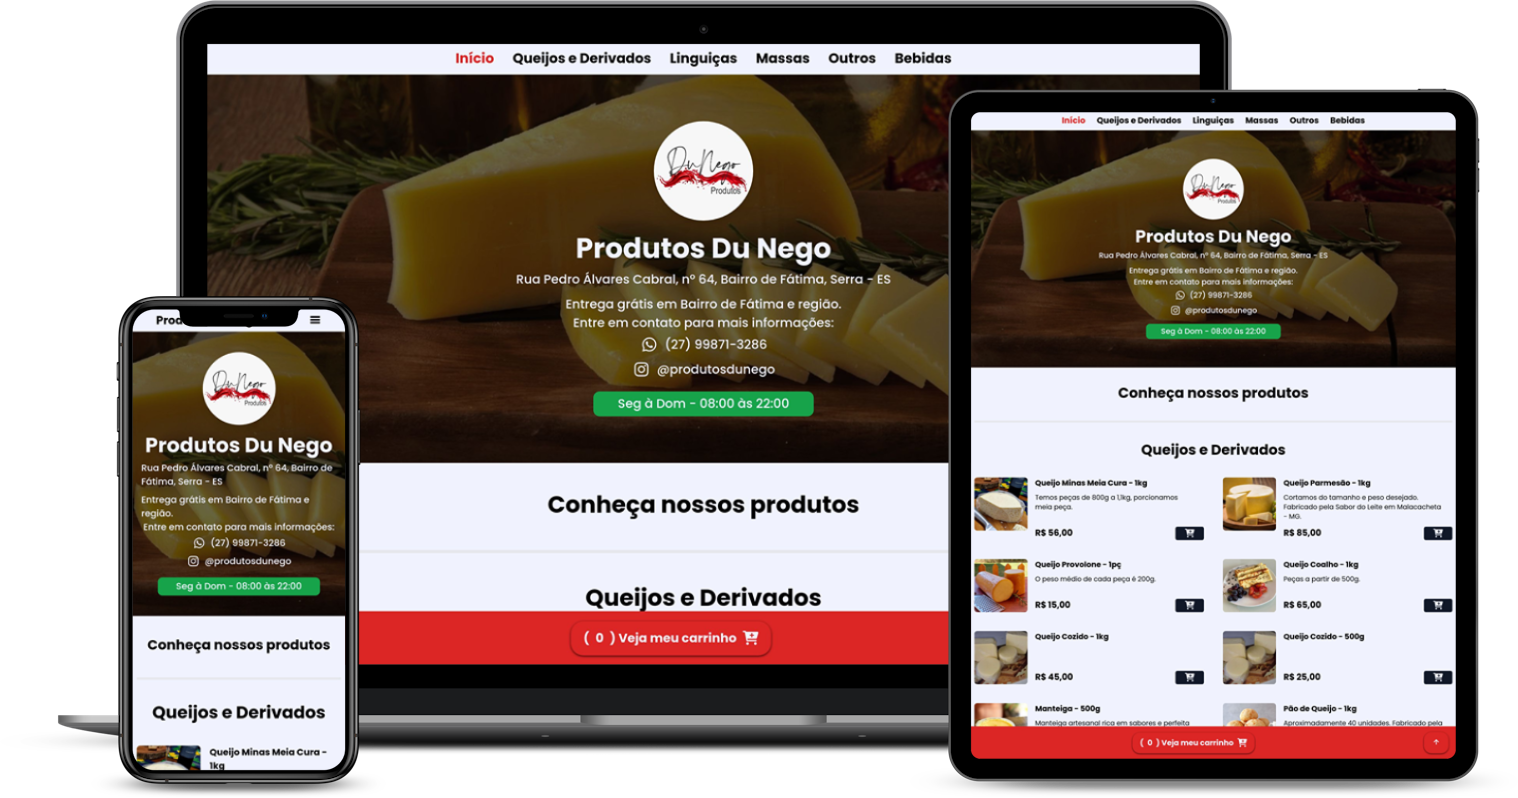 Início Queijos e Derivados Linguiças Massas Outros Bebidas
Du Nego
Produtos
Produtos Du Nego
Rua Pedro Álvares Cabral, nº 64, Bairro de Fátima, Serra - ES
Entrega grátis em Bairro de Fátima e região.
Entre em contato para mais informações:
(27) 99871-3286
@produtosdunego
Seg à Dom - 08:00 às 22:00
Conheça nossos produtos
Queijos e Derivados
( 0 ) Veja meu carrinho
Prod
Du Nego
Produtos
Produtos Du Nego
Rua Pedro Álvares Cabral, nº 64, Bairro de
Fátima, Serra - ES
Entrega grátis em Bairro de Fátima e
região.
Entre em contato para mais informações:
(27) 99871-3286
@produtosdunego
Seg à Dom - 08:00 às 22:00
Conheça nossos produtos
Queijos e Derivados
Queijo Minas Meia Cura -
1kg
Início Queijos e Derivados Linguiças Massas Outros Bebidas
Du Nego
Produtos
Produtos Du Nego
Rua Pedro Álvares Cabral, nº 64, Bairro de Fátima, Serra - ES
Entrega grátis em Bairro de Fátima e região.
Entre em contato para mais informações:
(27) 99871-3286
@produtosdunego
Seg à Dom - 08:00 às 22:00
Conheça nossos produtos
Queijos e Derivados
Queijo Minas Meia Cura - 1kg
Temos peças de 800g a 1,1kg, porcionamos
meia peça.
R$ 56,00
Queijo Parmesão - 1kg
Cortamos do tamanho e peso desejado.
Fabricado pela Sabor do Leite em Malacacheta
- MG.
R$ 85,00
Queijo Provolone - 1pç
O peso médio de cada peça é 200g.
R$ 15,00
Queijo Coalho - 1kg
Peças a partir de 500g.
R$ 65,00
Queijo Cozido - 1kg
R$ 45,00
Queijo Cozido - 500g
R$ 25,00
Manteiga - 500g
Manteiga artesanal rica em sabores e perfeita
Pão de Queijo - 1kg
Aproximadamente 40 unidades. Fabricado pela
( 0 ) Veja meu carrinho